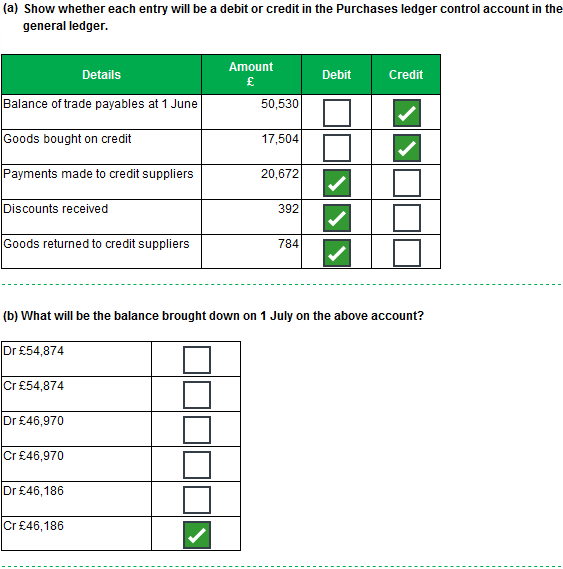 (a) Show whether each entry will be a debit or credit in the Purchases ledger control account in the
general ledger.
Details Amount £ Debit Credit
Balance of trade payables at 1 June 50,530
Goods bought on credit 17,504
Payments made to credit suppliers 20,672
Discounts received 392
Goods returned to credit suppliers 784
(b) What will be the balance brought down on 1 July on the above account?
Dr £54,874
Cr £54,874
Dr £46,970
Cr £46,970
Dr £46,186
Cr £46,186